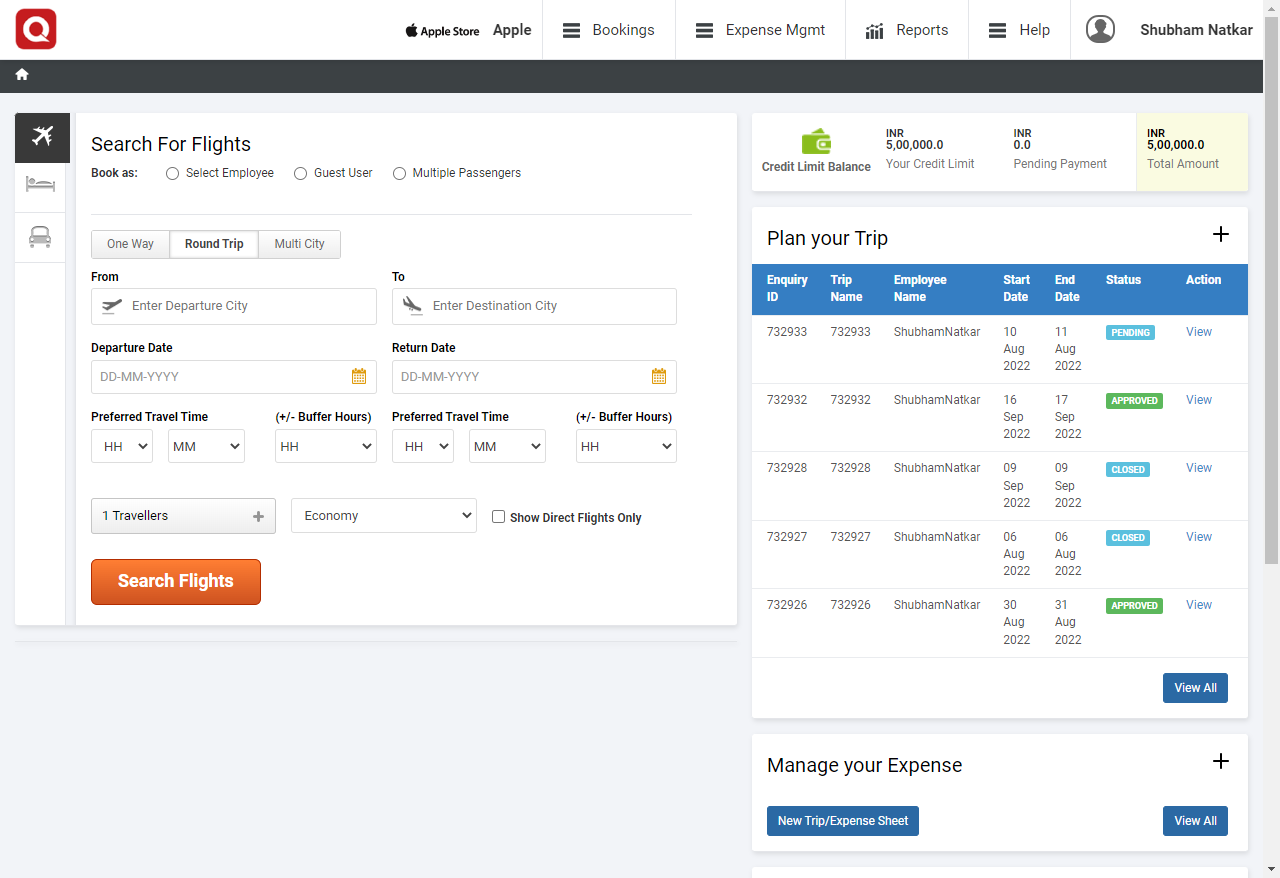 Apple Store Apple Bookings Expense Mgmt Reports Help Shubham Natkar
Search For Flights
Book as: Select Employee Guest User Multiple Passengers
One Way Round Trip Multi City
From To
Enter Departure City Enter Destination City
Departure Date Return Date
DD-MM-YYYY DD-MM-YYYY
Preferred Travel Time (+/- Buffer Hours) Preferred Travel Time (+/- Buffer Hours)
HH MM HH HH MM HH
1 Travellers Economy Show Direct Flights Only
Search Flights
Credit Limit Balance
INR
5,00,000.0
Your Credit Limit
INR
0.0
Pending Payment
INR
5,00,000.0
Total Amount
Plan your Trip
Enquiry ID Trip Name Employee Name Start Date End Date Status Action
732933 732933 ShubhamNatkar 10 Aug 2022 11 Aug 2022 PENDING View
732932 732932 ShubhamNatkar 16 Sep 2022 17 Sep 2022 APPROVED View
732928 732928 ShubhamNatkar 09 Sep 2022 09 Sep 2022 CLOSED View
732927 732927 ShubhamNatkar 06 Aug 2022 06 Aug 2022 CLOSED View
732926 732926 ShubhamNatkar 30 Aug 2022 31 Aug 2022 APPROVED View
View All
Manage your Expense
New Trip/Expense Sheet View All